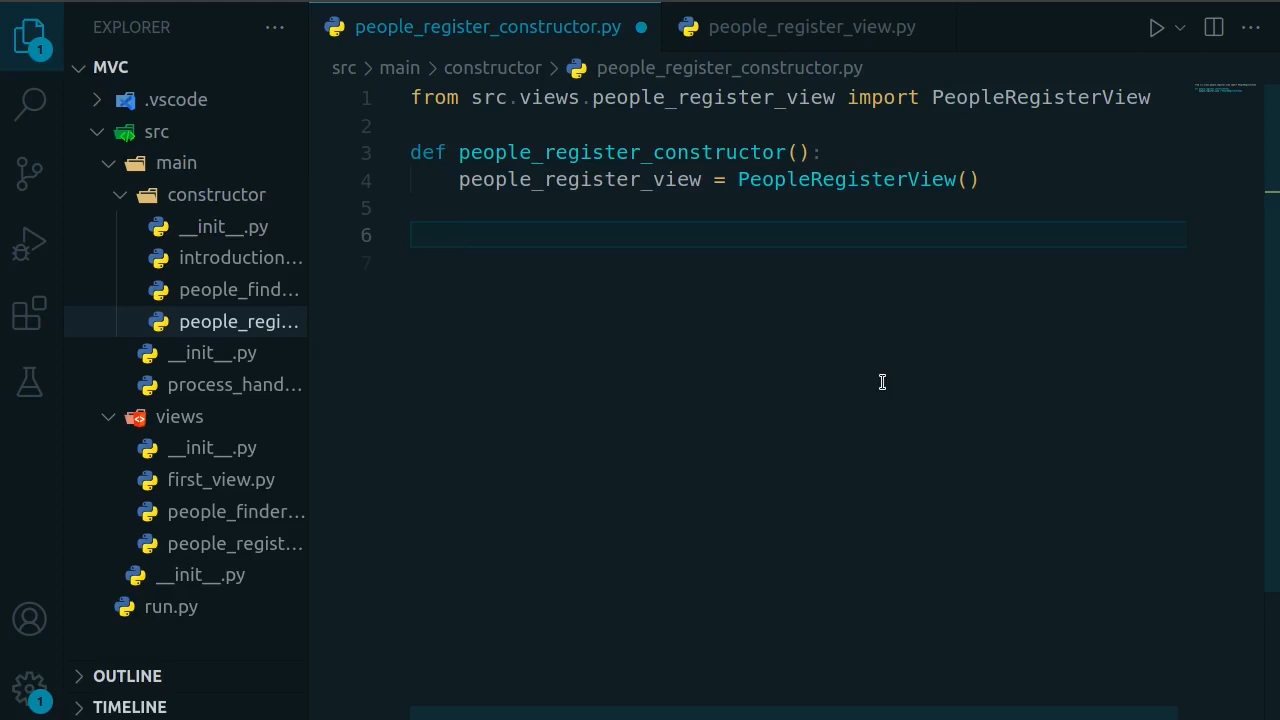 EXPLORER
people_register_constructor.py
people_register_view.py
MVC
src > main > constructor > people_register_constructor.py
.vscode
src
main
constructor
__init__.py
introduction...
people_find...
people_regi...
__init__.py
process_hand...
views
__init__.py
first_view.py
people_finder...
people_regist...
__init__.py
run.py
OUTLINE
TIMELINE
1
1
1 from src.views.people_register_view import PeopleRegisterView
2
3 def people_register_constructor():
4     people_register_view = PeopleRegisterView()
5
6
7